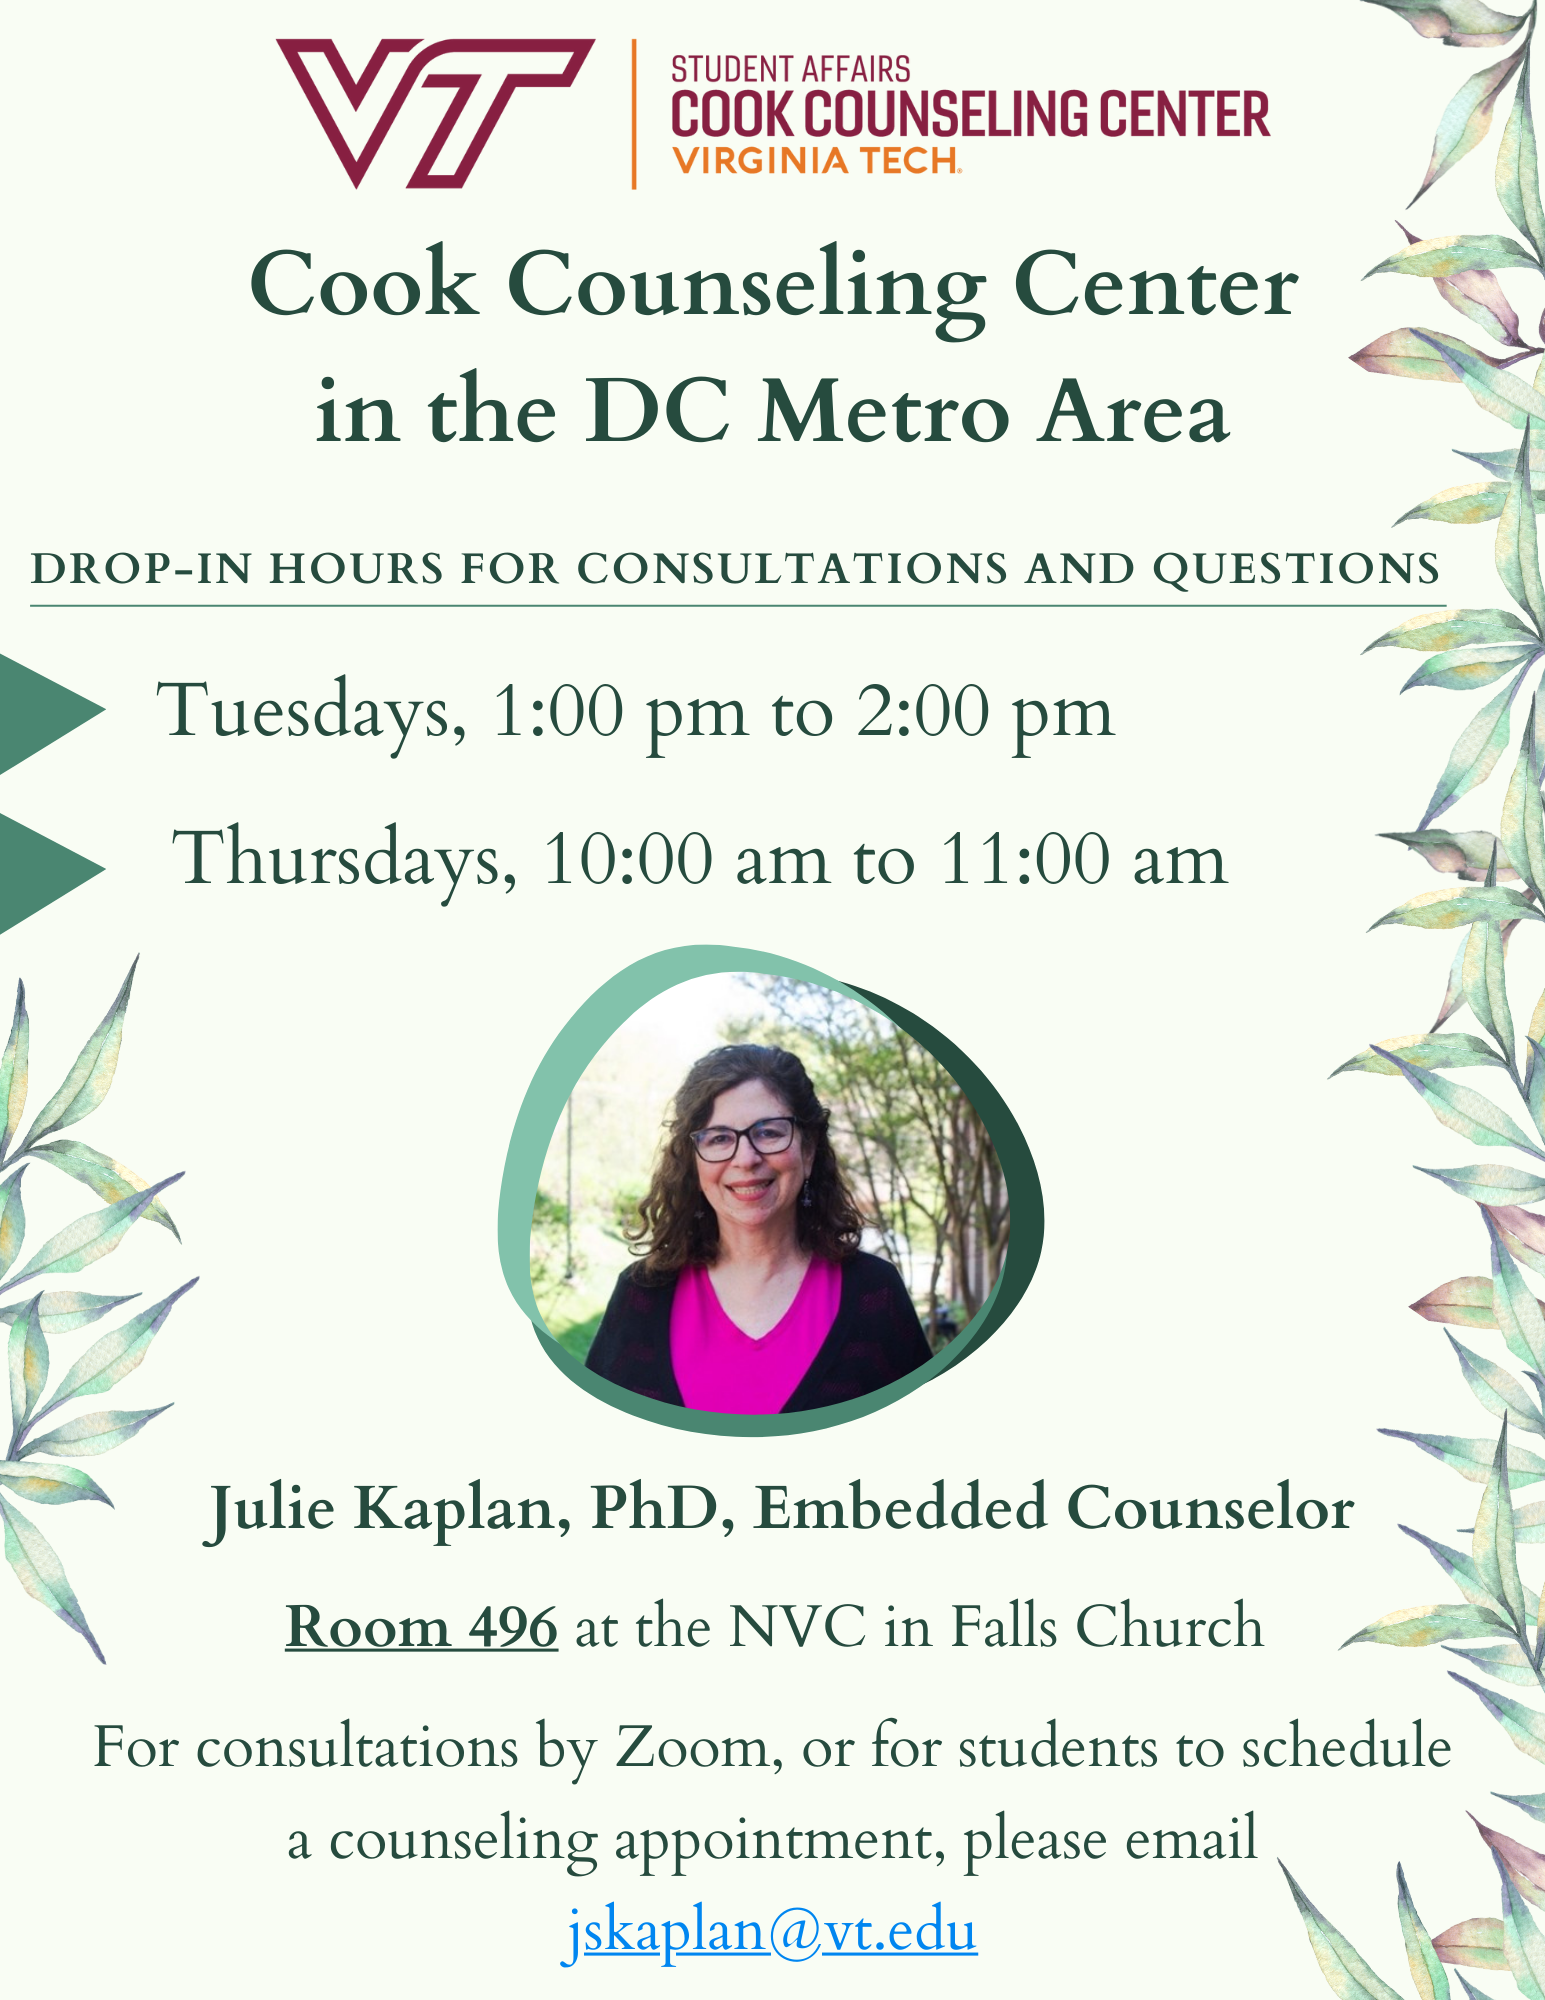 VT
STUDENT AFFAIRS
COOK COUNSELING CENTER
VIRGINIA TECH®
Cook Counseling Center
in the DC Metro Area
DROP-IN HOURS FOR CONSULTATIONS AND QUESTIONS
Tuesdays, 1:00 pm to 2:00 pm
Thursdays, 10:00 am to 11:00 am
Julie Kaplan, PhD, Embedded Counselor
Room 496 at the NVC in Falls Church
For consultations by Zoom, or for students to schedule
a counseling appointment, please email
jskaplan@vt.edu